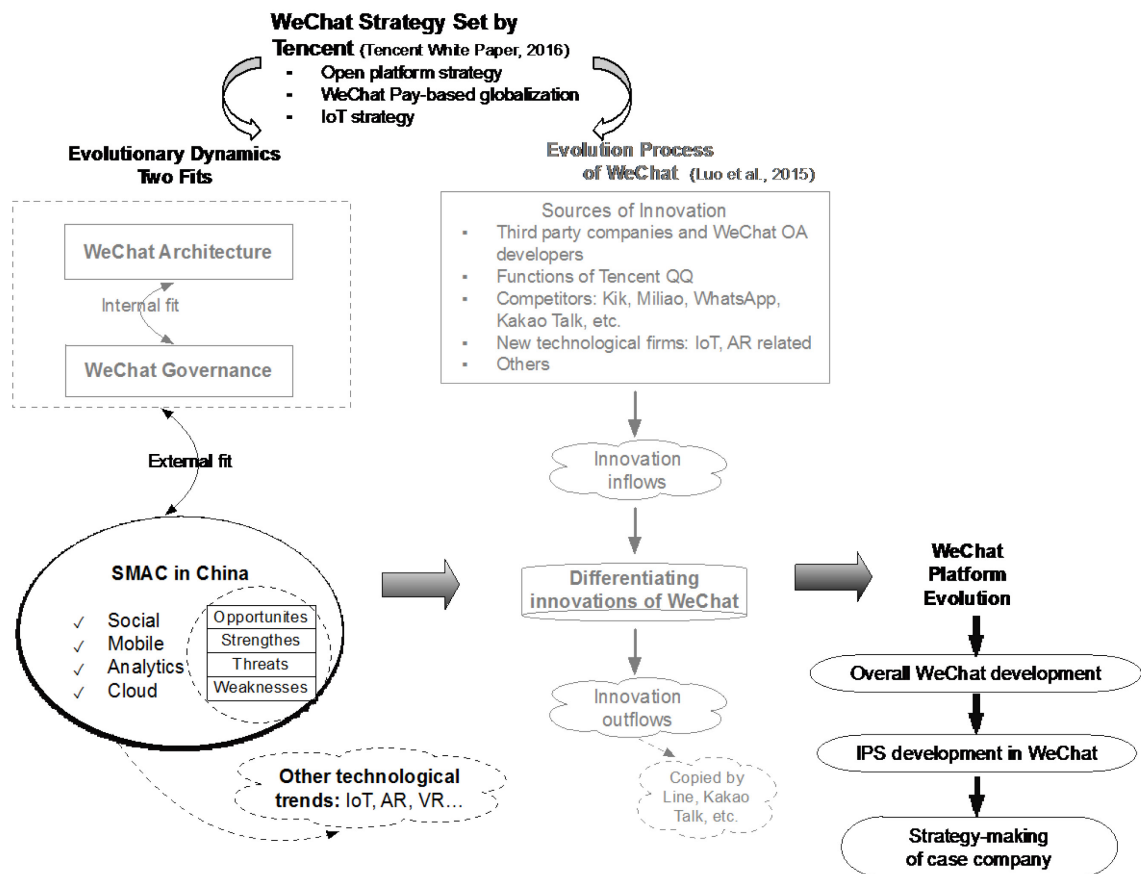 WeChat Strategy Set by
Tencent (Tencent White Paper, 2016)
- Open platform strategy
- WeChat Pay-based globalization
- IoT strategy
Evolutionary Dynamics
Two Fits
WeChat Architecture
Internal fit
WeChat Governance
External fit
SMAC in China
✓ Social
✓ Mobile
✓ Analytics
✓ Cloud
Opportunites
Strengthes
Threats
Weaknesses
Other technological
trends: IoT, AR, VR...
Evolution Process
of WeChat (Luo et al., 2015)
Sources of Innovation
▪ Third party companies and WeChat OA
developers
▪ Functions of Tencent QQ
▪ Competitors: Kik, Miliao, WhatsApp,
Kakao Talk, etc.
▪ New technological firms: IoT, AR related
▪ Others
Innovation
inflows
Differentiating
innovations of WeChat
Innovation
outflows
Copied by
Line, Kakao
Talk, etc.
WeChat
Platform
Evolution
Overall WeChat development
IPS development in WeChat
Strategy-making
of case company